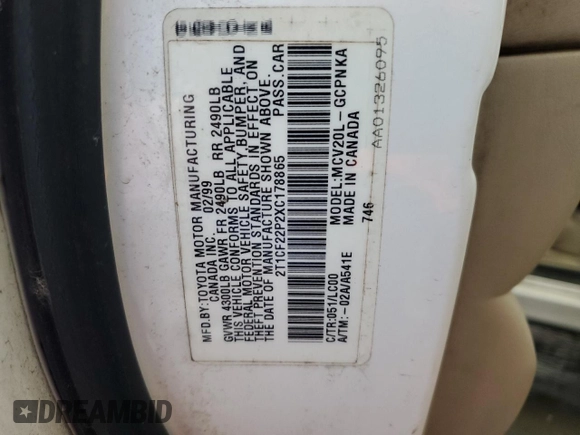 MFD.BY:TOYOTA MOTOR MANUFACTURING
CANADA INC. 02/99
GVWR 4300LB GAWR FR 2490LB RR 2490LB
THIS VEHICLE CONFORMS TO ALL APPLICABLE
FEDERAL MOTOR VEHICLE SAFETY, BUMPER, AND
THEFT PREVENTION STANDARDS IN EFFECT ON
THE DATE OF MANUFACTURE SHOWN ABOVE.
2T1CF22P2XC178865 PASS.CAR
C/TR:051/LC00 MODEL:MCV20L-GCPNKA
A/TM:-02A/A541E MADE IN CANADA
746
AA01326095
DREAMBID